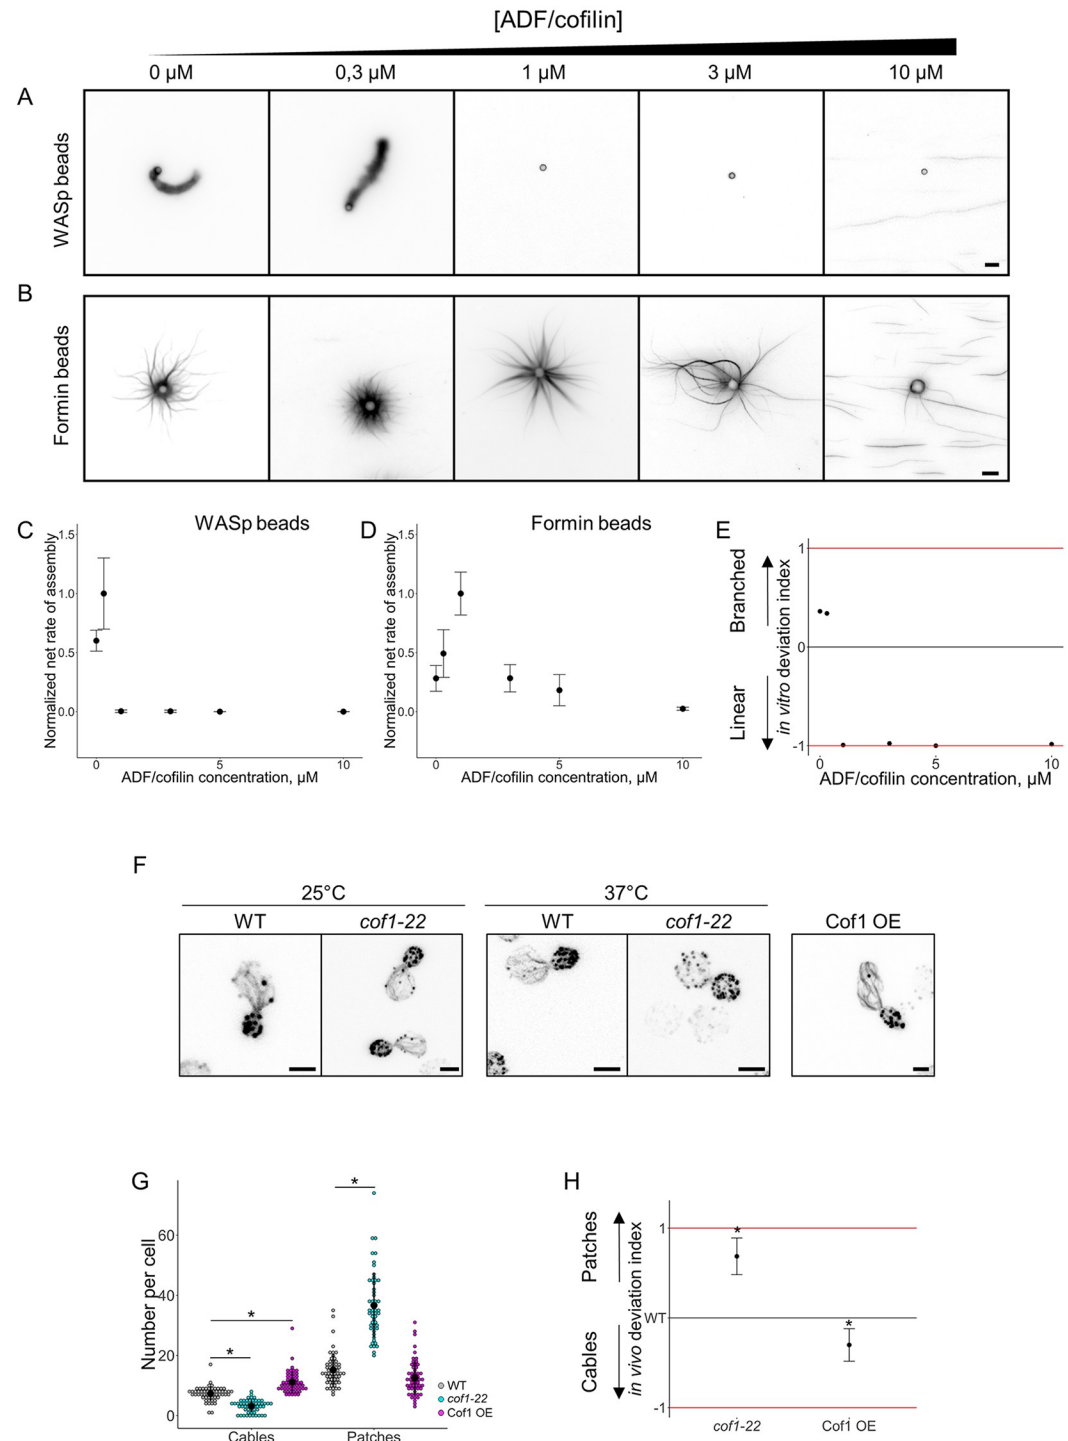 [ADF/cofilin]
0 µM 0,3 µM 1 µM 3 µM 10 µM
A
WASp beads
B
Formin beads
C
WASp beads
Normalized net rate of assembly
1.5
1.0
0.5
0.0
0 5 10
ADF/cofilin concentration, µM
D
Formin beads
Normalized net rate of assembly
1.5
1.0
0.5
0.0
0 5 10
ADF/cofilin concentration, µM
E
Branched
Linear
in vitro deviation index
1
0
-1
0 5 10
ADF/cofilin concentration, µM
F
25°C 37°C
WT cof1-22 WT cof1-22 Cof1 OE
G
Number per cell
60
40
20
0
* * *
WT
cof1-22
Cof1 OE
Cables Patches
H
Patches
Cables
in vivo deviation index
1
WT
-1
* *
cof1-22 Cof1 OE